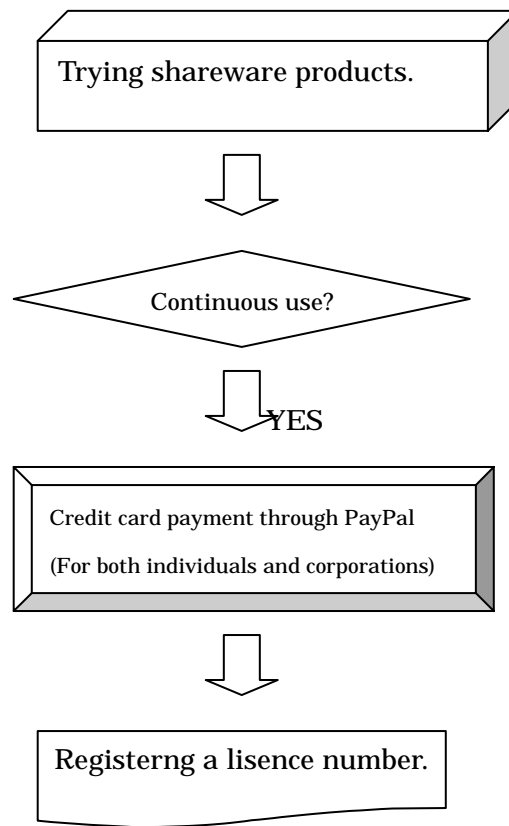 Trying shareware products.
Continuous use?
YES
Credit card payment through PayPal
(For both individuals and corporations)
Registerng a lisence number.